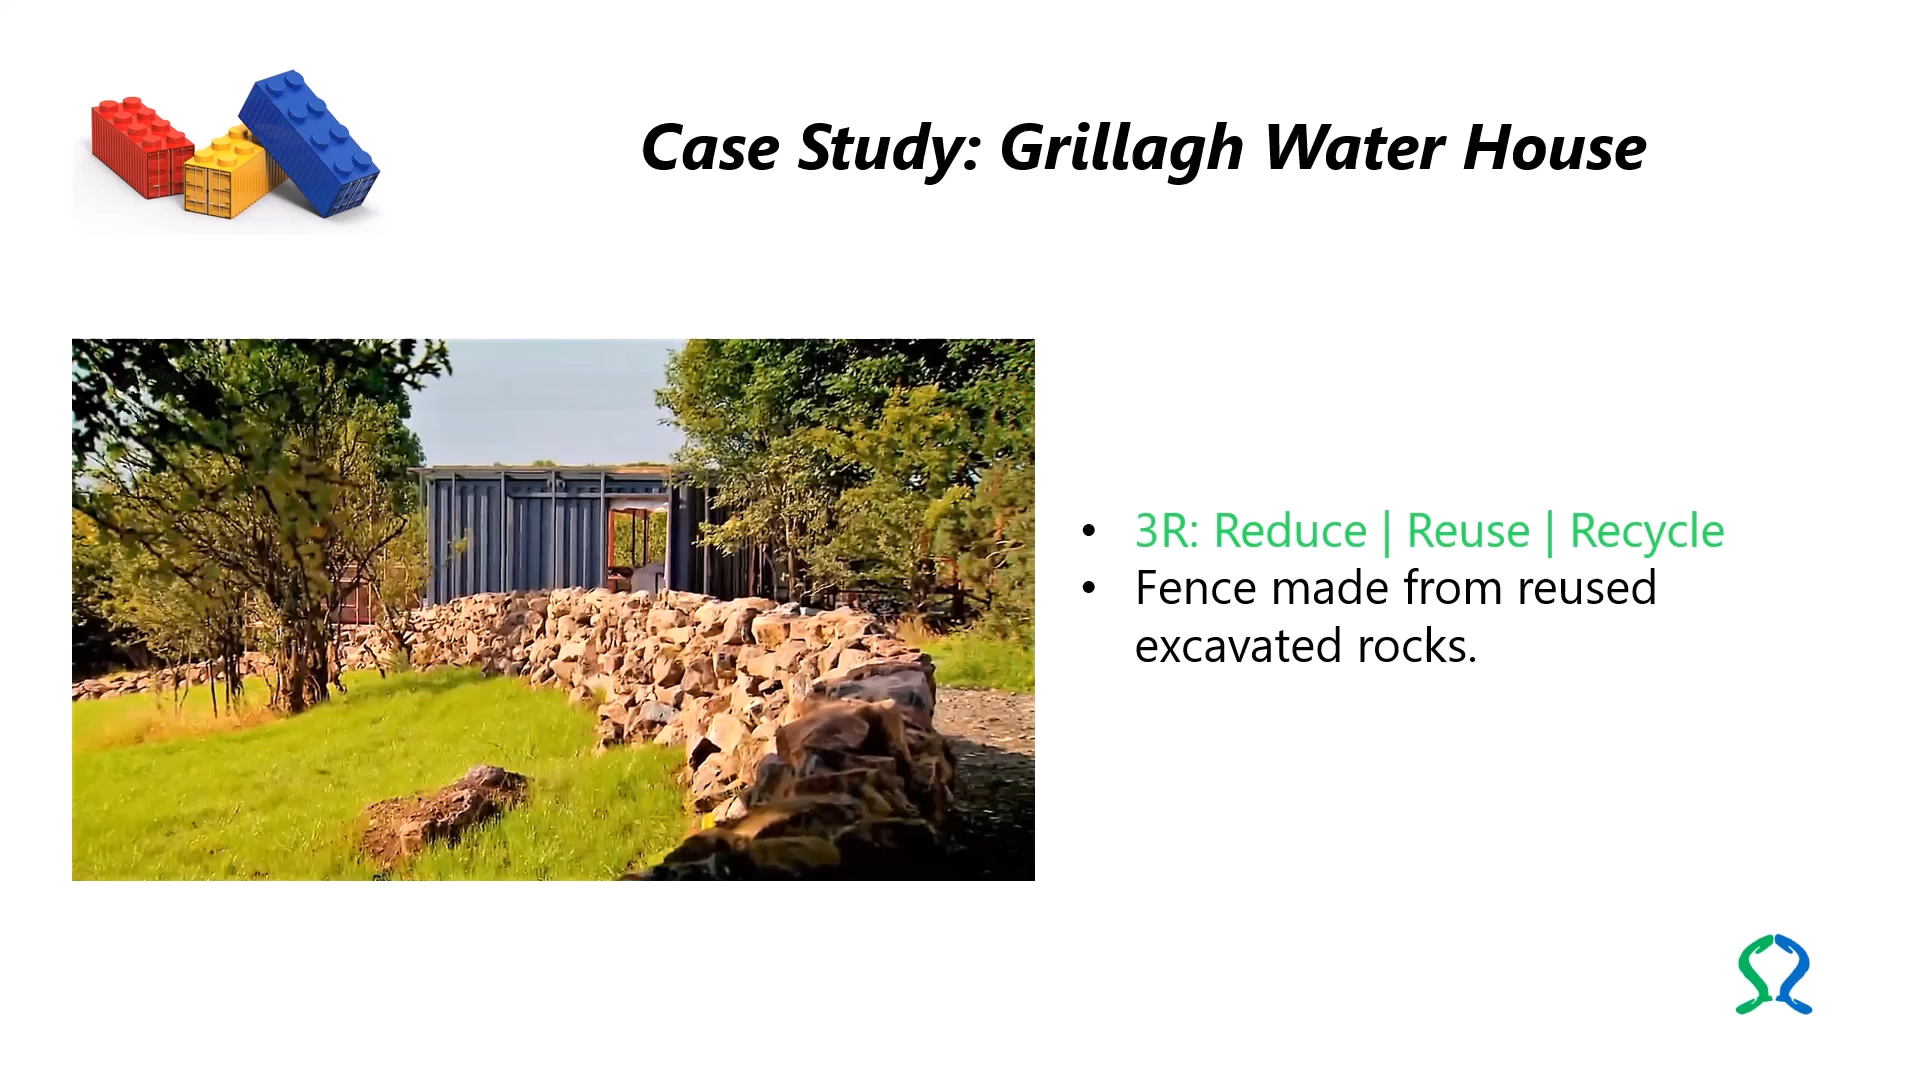 Case Study: Grillagh Water House
• 3R: Reduce | Reuse | Recycle
• Fence made from reused
excavated rocks.